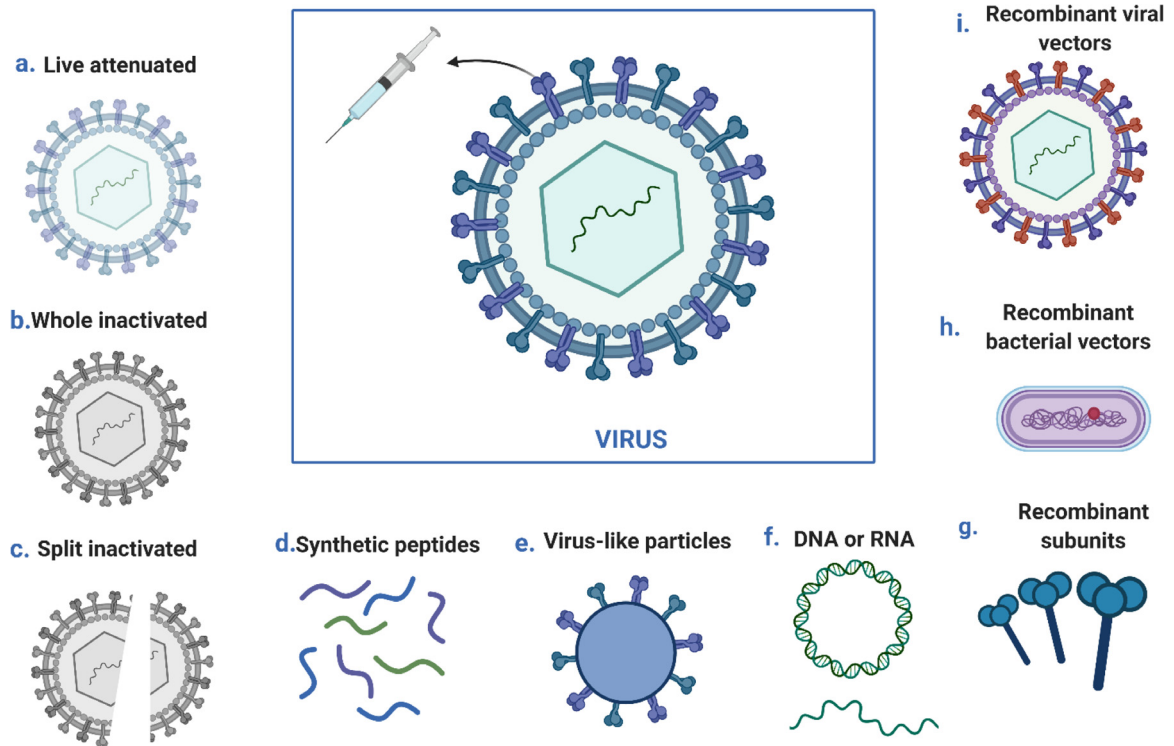 a. Live attenuated
b. Whole inactivated
c. Split inactivated
VIRUS
d. Synthetic peptides
e. Virus-like particles
f. DNA or RNA
g. Recombinant
subunits
h. Recombinant
bacterial vectors
i. Recombinant viral
vectors